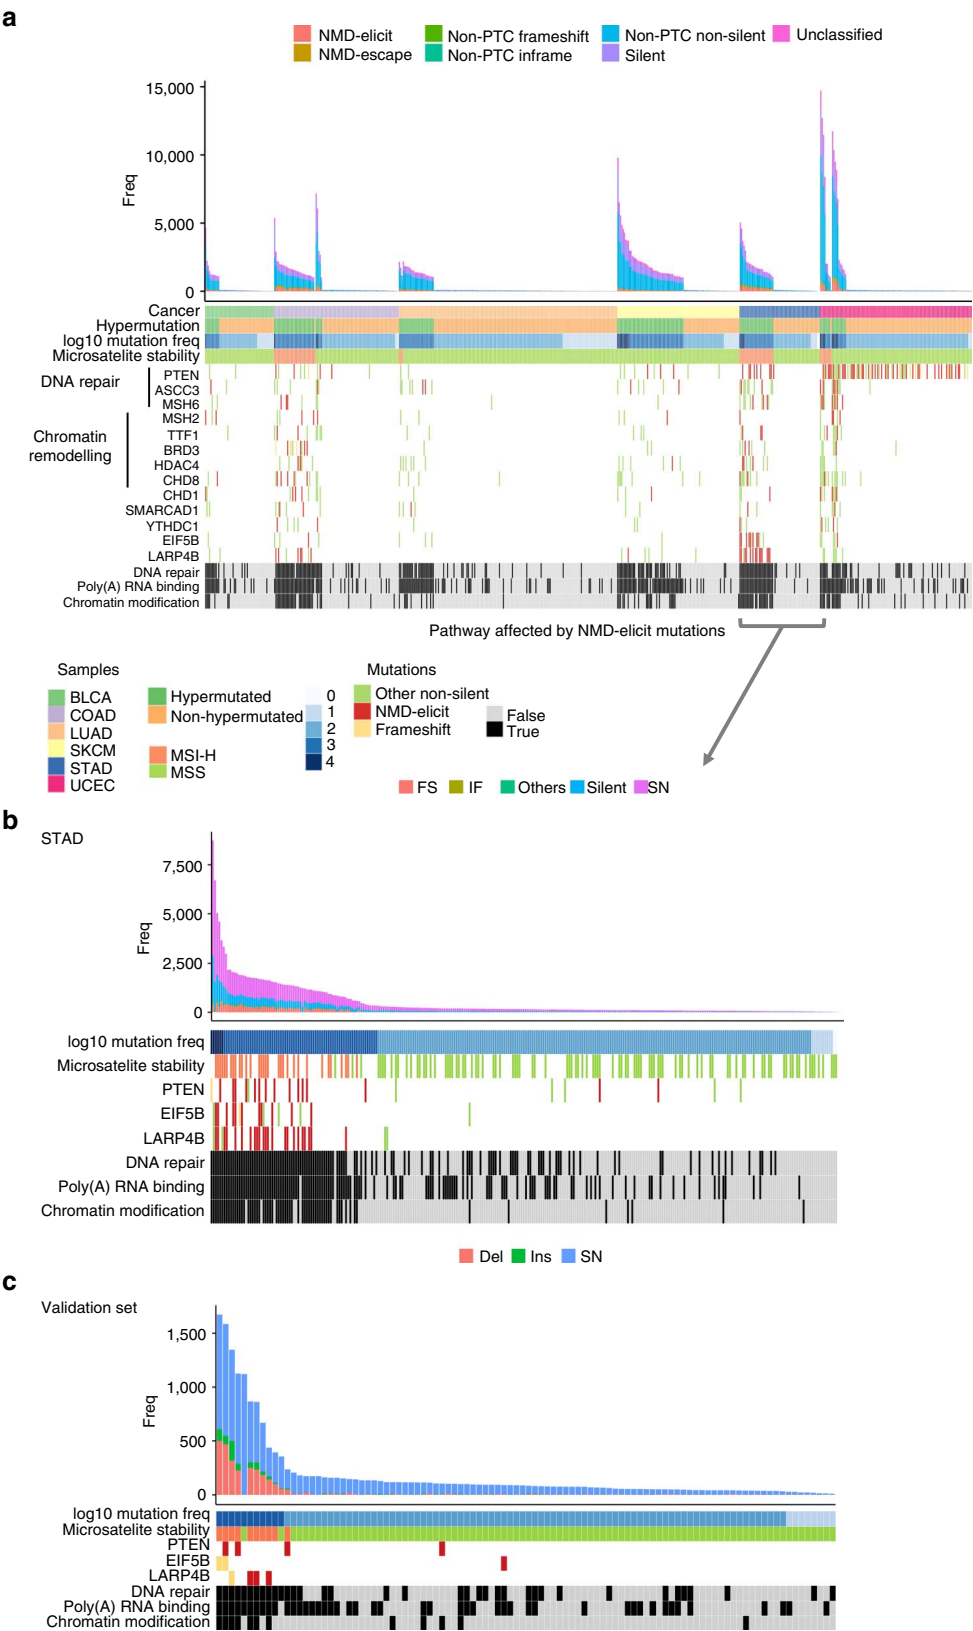 a
NMD-elicit
Non-PTC frameshift
Non-PTC non-silent
Unclassified
NMD-escape
Non-PTC inframe
Silent
15,000
10,000
5,000
0
Freq
Cancer
Hypermutation
log10 mutation freq
Microsatelite stability
DNA repair
PTEN
ASCC3
MSH6
MSH2
Chromatin
remodelling
TTF1
BRD3
HDAC4
CHD8
CHD1
SMARCAD1
YTHDC1
EIF5B
LARP4B
DNA repair
Poly(A) RNA binding
Chromatin modification
Pathway affected by NMD-elicit mutations
Samples
BLCA
COAD
LUAD
SKCM
STAD
UCEC
Hypermutated
Non-hypermutated
MSI-H
MSS
0
1
2
3
4
Mutations
Other non-silent
NMD-elicit
Frameshift
False
True
FS
IF
Others
Silent
SN
b
STAD
7,500
5,000
2,500
0
Freq
log10 mutation freq
Microsatelite stability
PTEN
EIF5B
LARP4B
DNA repair
Poly(A) RNA binding
Chromatin modification
Del
Ins
SN
c
Validation set
1,500
1,000
500
0
Freq
log10 mutation freq
Microsatelite stability
PTEN
EIF5B
LARP4B
DNA repair
Poly(A) RNA binding
Chromatin modification